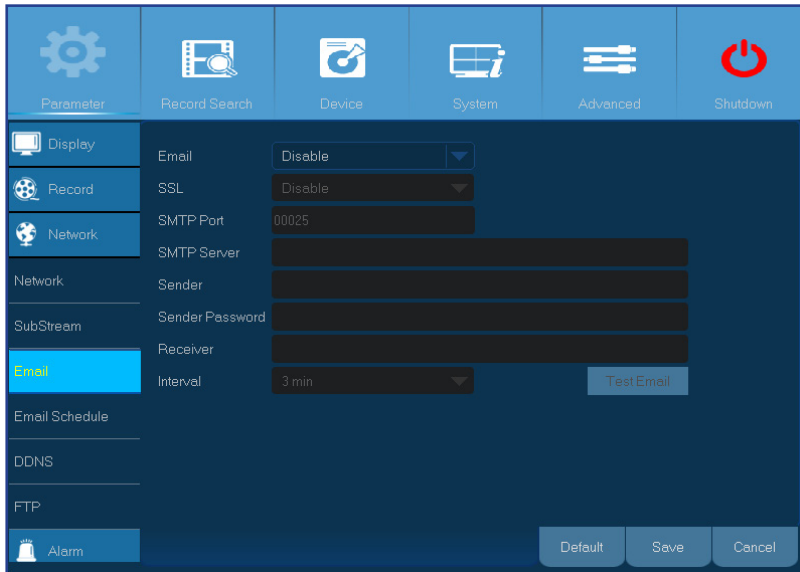 Parameter
Record Search
Device
System
Advanced
Shutdown
Display
Record
Network
Network
SubStream
Email
Email Schedule
DDNS
FTP
Alarm
Email Disable
SSL Disable
SMTP Port 00025
SMTP Server
Sender
Sender Password
Receiver
Interval 3 min Test Email
Default Save Cancel